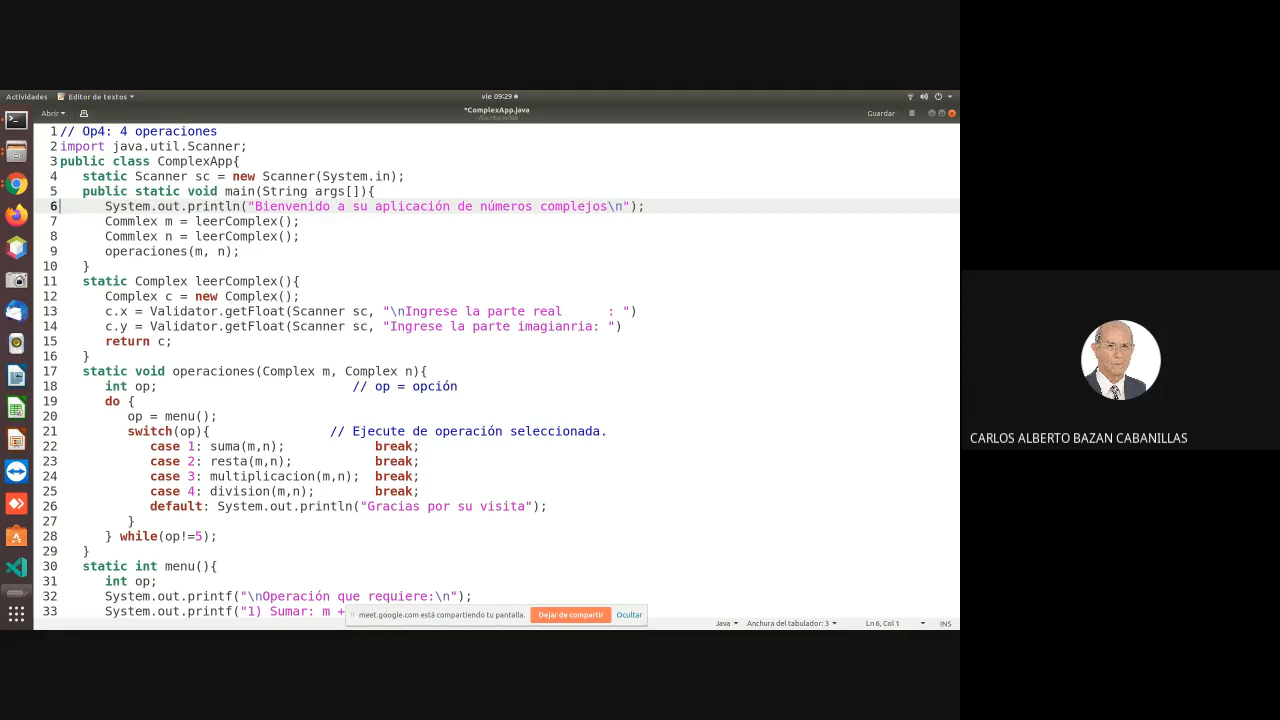 Actividades Editor de textos vie 09:29
Abrir *ComplexApp.java Guardar
1 // Op4: 4 operaciones
2 import java.util.Scanner;
3 public class ComplexApp{
4 static Scanner sc = new Scanner(System.in);
5 public static void main(String args[]){
6 System.out.println("Bienvenido a su aplicación de números complejos\n");
7 Commlex m = leerComplex();
8 Commlex n = leerComplex();
9 operaciones(m, n);
10 }
11 static Complex leerComplex(){
12 Complex c = new Complex();
13 c.x = Validator.getFloat(Scanner sc, "\nIngrese la parte real : ")
14 c.y = Validator.getFloat(Scanner sc, "Ingrese la parte imagianria: ")
15 return c;
16 }
17 static void operaciones(Complex m, Complex n){
18 int op; // op = opción
19 do {
20 op = menu();
21 switch(op){ // Ejecute de operación seleccionada.
22 case 1: suma(m,n); break;
23 case 2: resta(m,n); break;
24 case 3: multiplicacion(m,n); break;
25 case 4: division(m,n); break;
26 default: System.out.println("Gracias por su visita");
27 }
28 } while(op!=5);
29 }
30 static int menu(){
31 int op;
32 System.out.printf("\nOperación que requiere:\n");
33 System.out.printf("1) Sumar: m +
meet.google.com está compartiendo tu pantalla. Dejar de compartir Ocultar
Java Anchura del tabulador: 3 Ln 6, Col 1 INS
CARLOS ALBERTO BAZAN CABANILLAS